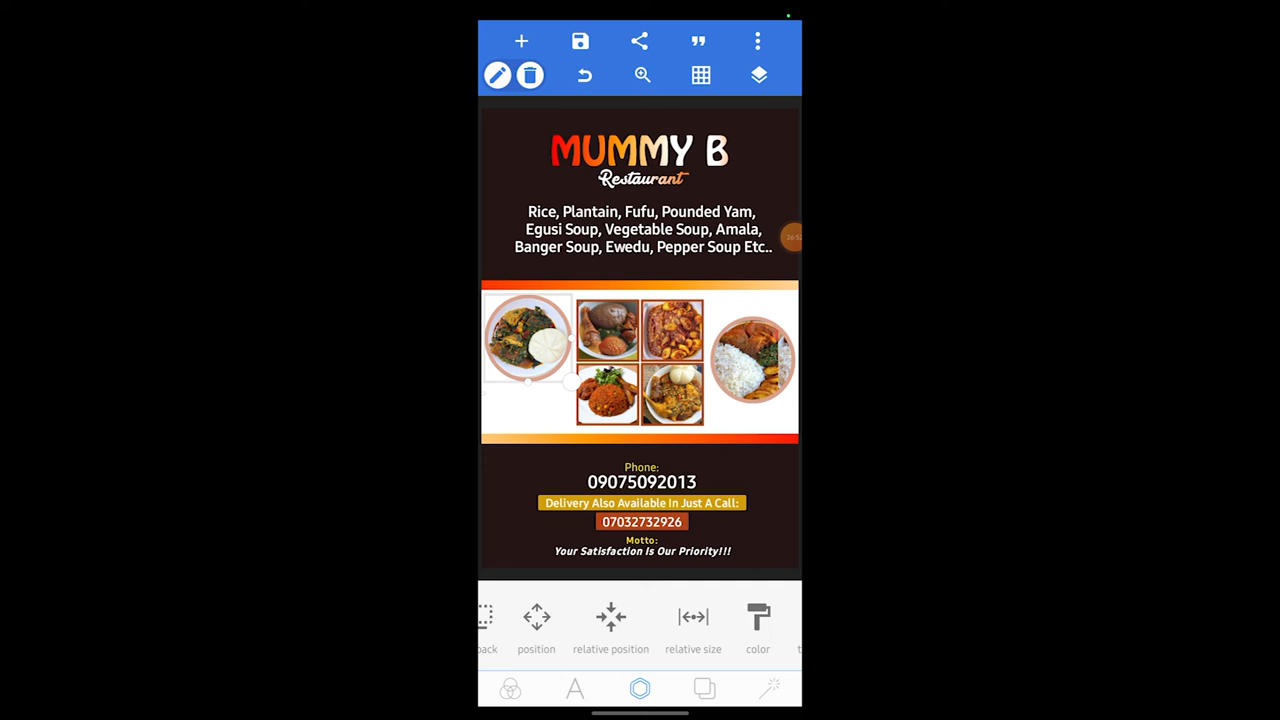 MUMMY B
Restaurant
Rice, Plantain, Fufu, Pounded Yam,
Egusi Soup, Vegetable Soup, Amala,
Banger Soup, Ewedu, Pepper Soup Etc..
Phone:
09075092013
Delivery Also Available In Just A Call:
07032732926
Motto:
Your Satisfaction Is Our Priority!!!
back position relative position relative size color